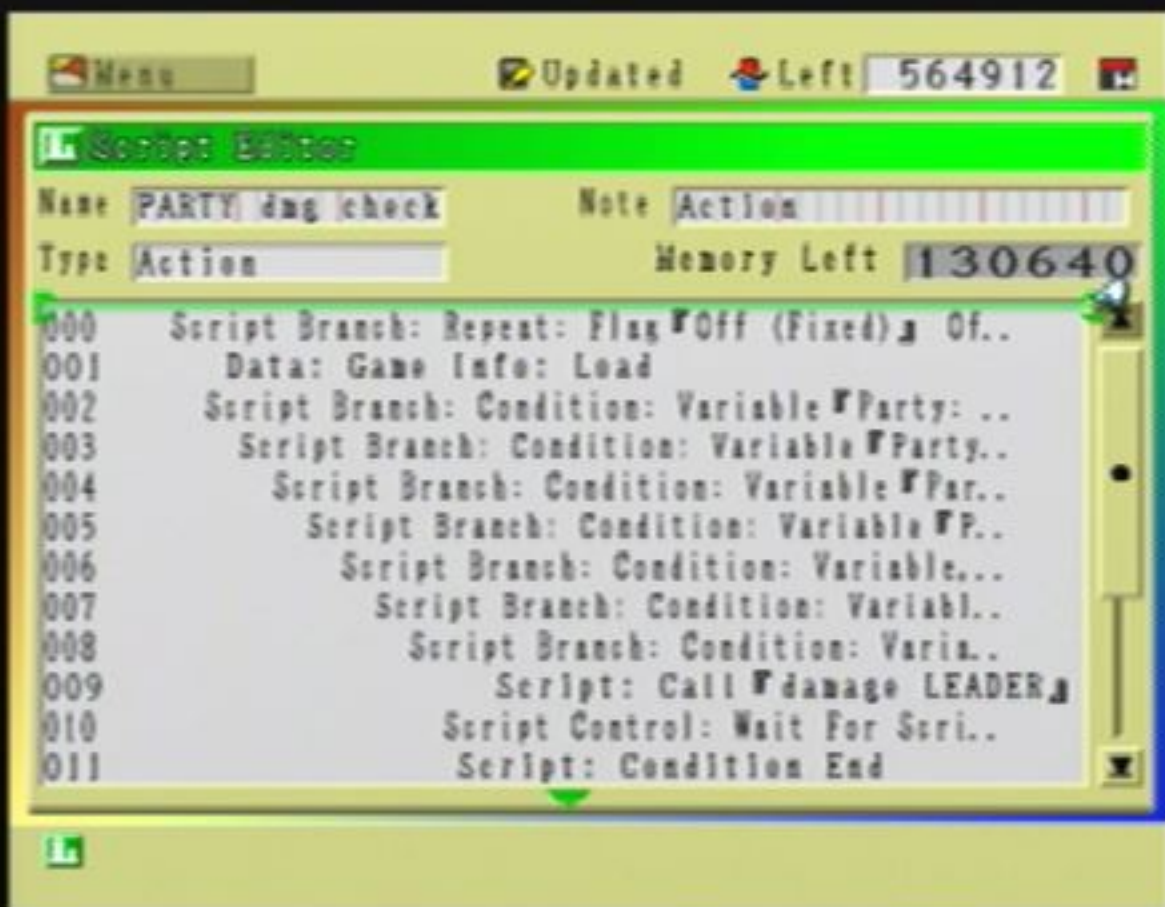 Menu Updated Left 564912
L Script Editor
Name PARTY dmg check Note Action
Type Action Memory Left 130640
000 Script Branch: Repeat: Flag『Off (Fixed)』 Of..
001 Data: Game Info: Load
002 Script Branch: Condition: Variable『Party: ..
003 Script Branch: Condition: Variable『Party..
004 Script Branch: Condition: Variable『Par..
005 Script Branch: Condition: Variable『P..
006 Script Branch: Condition: Variable...
007 Script Branch: Condition: Variabl..
008 Script Branch: Condition: Varia..
009 Script: Call『damage LEADER』
010 Script Control: Wait For Scri..
011 Script: Condition End
L